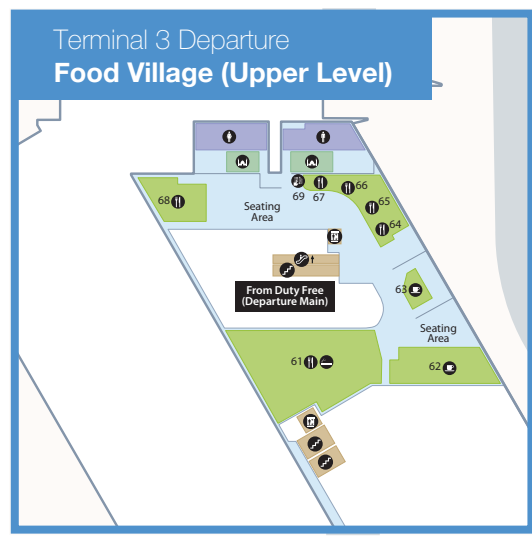 Terminal 3 Departure
Food Village (Upper Level)
66
68
69
67
65
Seating
Area
64
From Duty Free
(Departure Main)
63
Seating
Area
61
62